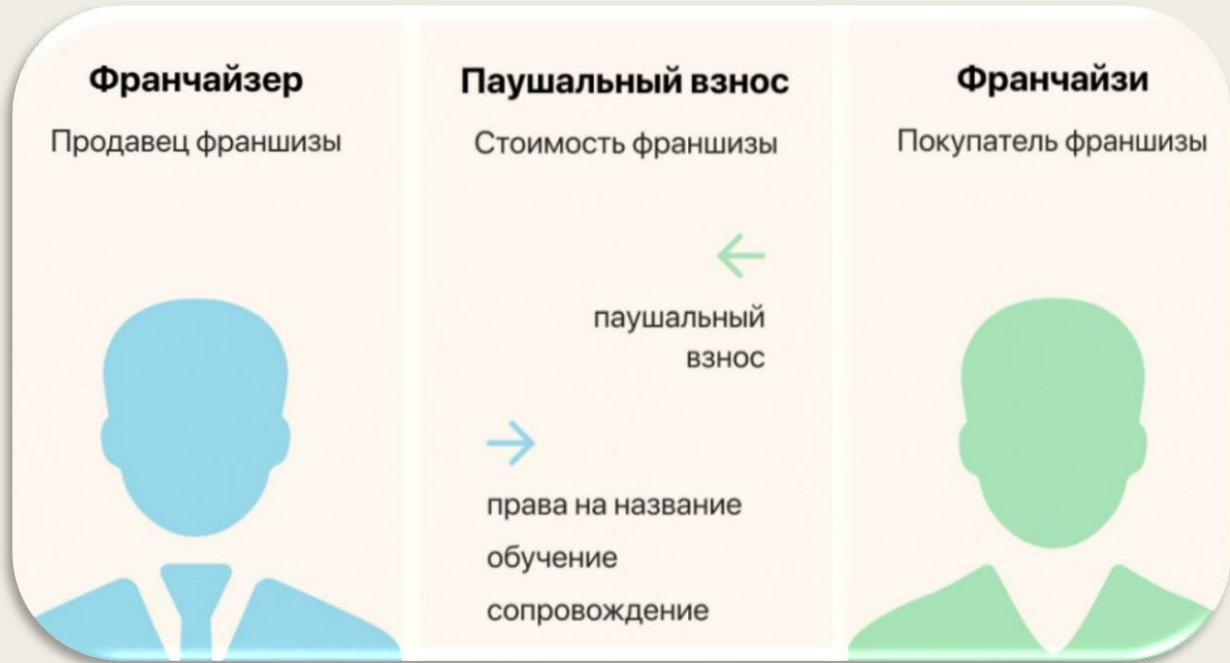 Франчайзер
Продавец франшизы
Паушальный взнос
Стоимость франшизы
паушальный
взнос
права на название
обучение
сопровождение
Франчайзи
Покупатель франшизы